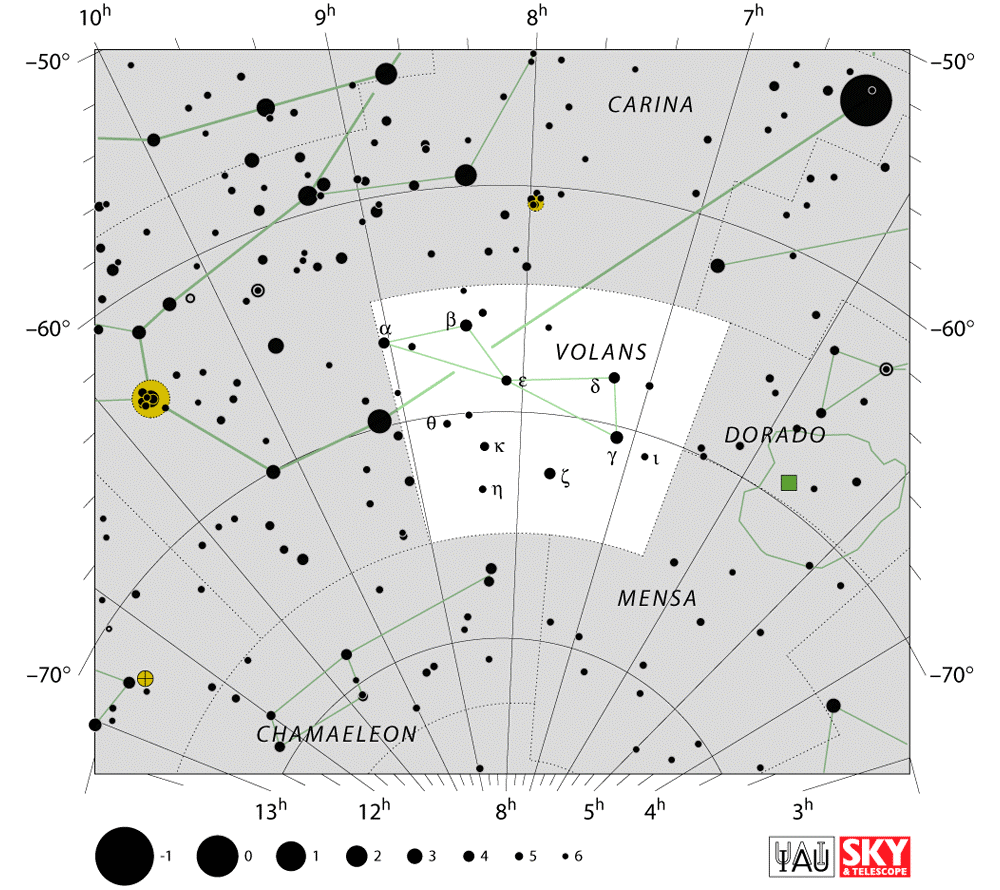 10h 9h 8h 7h
–50° –50°
CARINA
–60° –60°
α β
VOLANS
ε δ
θ
DORADO
κ γ ι
ζ
η
MENSA
–70° –70°
CHAMAELEON
13h 12h 8h 5h 4h 3h
-1 0 1 2 3 4 5 6
IAU
SKY
& TELESCOPE